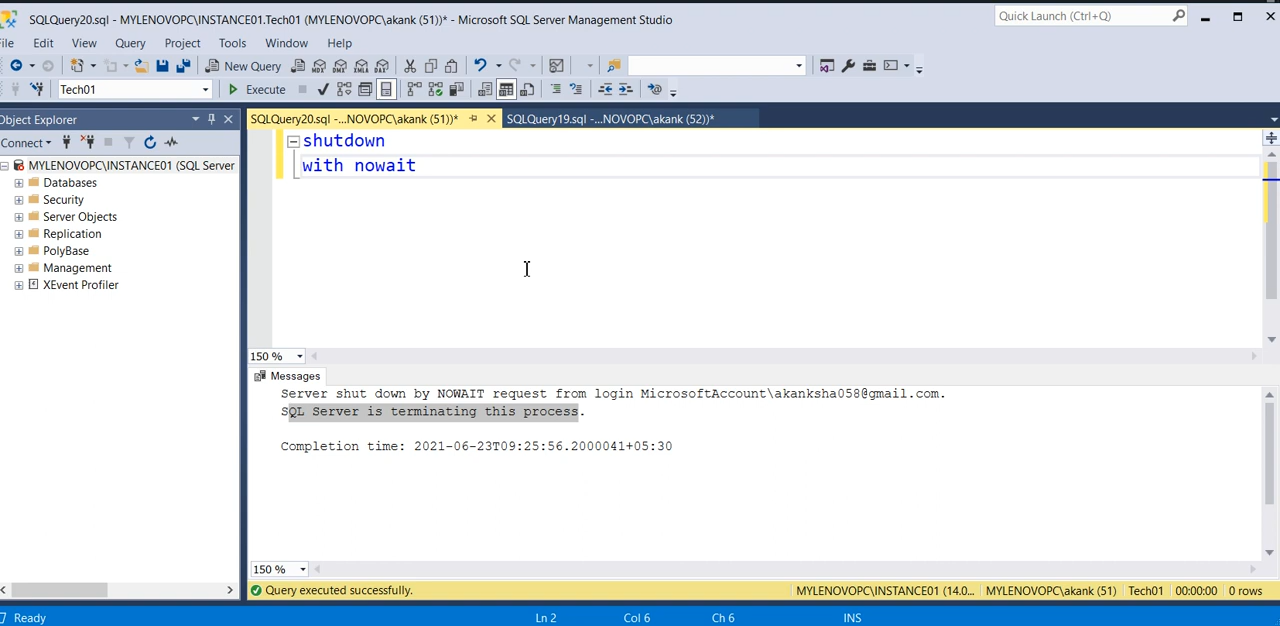 SQLQuery20.sql - MYLENOVOPC\INSTANCE01.Tech01 (MYLENOVOPC\akank (51))* - Microsoft SQL Server Management Studio
Quick Launch (Ctrl+Q)
File Edit View Query Project Tools Window Help
New Query
Tech01
Execute
Object Explorer
SQLQuery20.sql -...NOVOPC\akank (51))*
SQLQuery19.sql -...NOVOPC\akank (52))*
Connect
MYLENOVOPC\INSTANCE01 (SQL Server
Databases
Security
Server Objects
Replication
PolyBase
Management
XEvent Profiler
shutdown
with nowait
150 %
Messages
Server shut down by NOWAIT request from login MicrosoftAccount\akanksha058@gmail.com.
SQL Server is terminating this process.
Completion time: 2021-06-23T09:25:56.2000041+05:30
150 %
Query executed successfully.
MYLENOVOPC\INSTANCE01 (14.0... MYLENOVOPC\akank (51) Tech01 00:00:00 0 rows
Ready
Ln 2 Col 6 Ch 6 INS